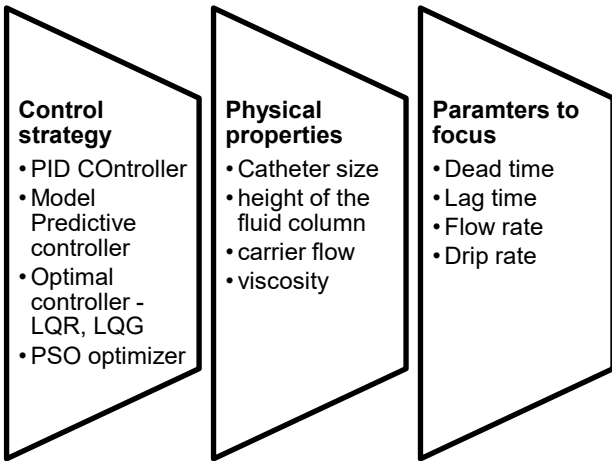 Control
strategy
• PID COntroller
• Model
Predictive
controller
• Optimal
controller -
LQR, LQG
• PSO optimizer
Physical
properties
• Catheter size
• height of the
fluid column
• carrier flow
• viscosity
Paramters to
focus
• Dead time
• Lag time
• Flow rate
• Drip rate